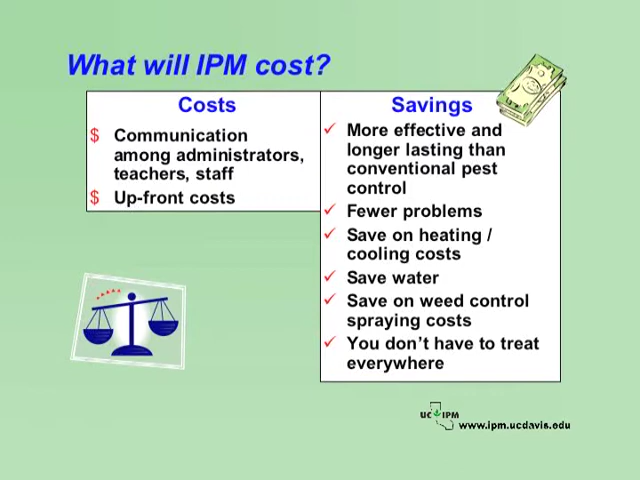 What will IPM cost?
Costs
$ Communication
among administrators,
teachers, staff
$ Up-front costs
Savings
✓ More effective and
longer lasting than
conventional pest
control
✓ Fewer problems
✓ Save on heating /
cooling costs
✓ Save water
✓ Save on weed control
spraying costs
✓ You don't have to treat
everywhere
UC IPM
www.ipm.ucdavis.edu